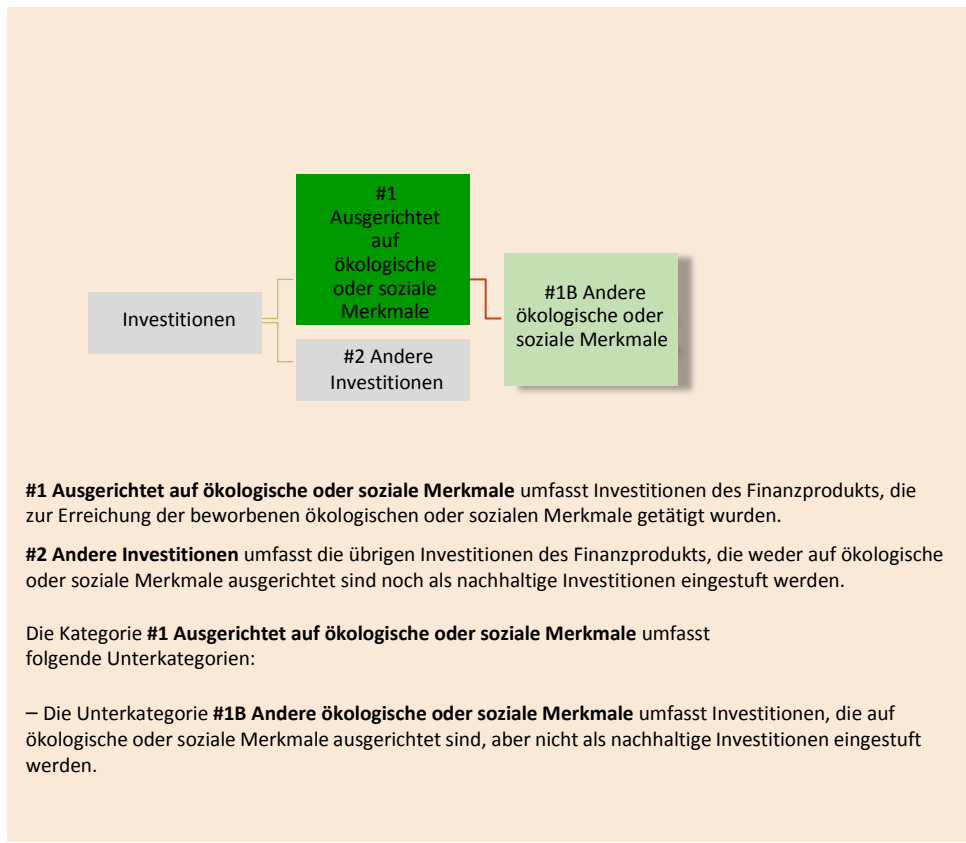 #1
Ausgerichtet
auf
ökologische
oder soziale
Merkmale
Investitionen
#1B Andere
ökologische oder
soziale Merkmale
#2 Andere
Investitionen
#1 Ausgerichtet auf ökologische oder soziale Merkmale umfasst Investitionen des Finanzprodukts, die
zur Erreichung der beworbenen ökologischen oder sozialen Merkmale getätigt wurden.
#2 Andere Investitionen umfasst die übrigen Investitionen des Finanzprodukts, die weder auf ökologische
oder soziale Merkmale ausgerichtet sind noch als nachhaltige Investitionen eingestuft werden.
Die Kategorie #1 Ausgerichtet auf ökologische oder soziale Merkmale umfasst
folgende Unterkategorien:
– Die Unterkategorie #1B Andere ökologische oder soziale Merkmale umfasst Investitionen, die auf
ökologische oder soziale Merkmale ausgerichtet sind, aber nicht als nachhaltige Investitionen eingestuft
werden.